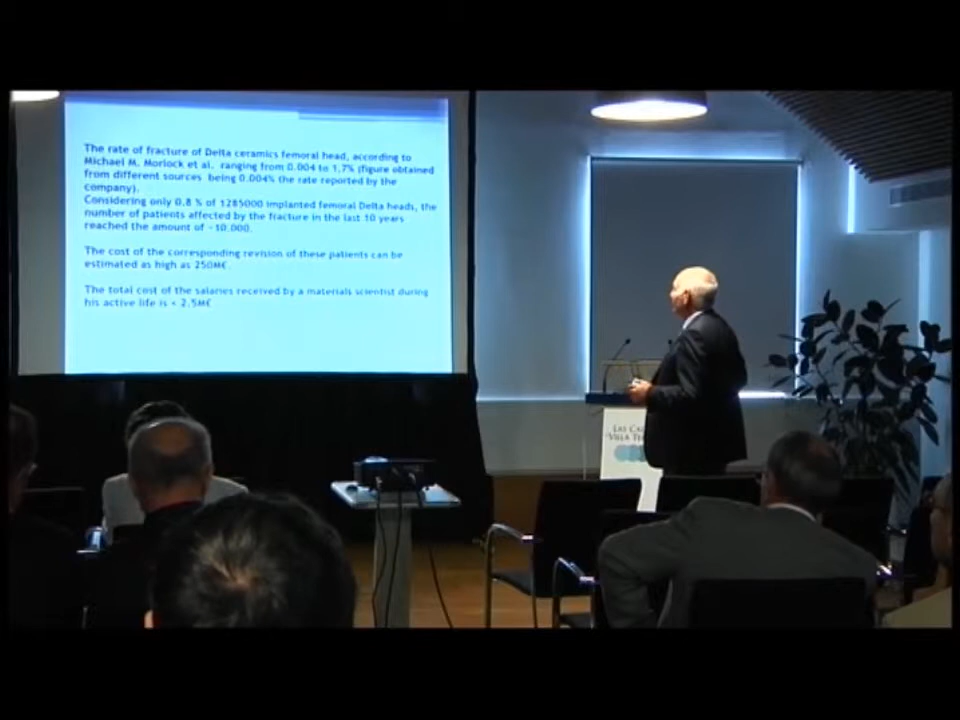 The rate of fracture of Delta ceramics femoral head, according to
Michael M. Morlock et al. ranging from 0.004 to 1,7% (figure obtained
from different sources being 0.004% the rate reported by the
company).
Considering only 0.8 % of 1285000 implanted femoral Delta heads, the
number of patients affected by the fracture in the last 10 years
reached the amount of ~10.000.
The cost of the corresponding revision of these patients can be
estimated as high as 250M€.
The total cost of the salaries received by a materials scientist during
his active life is < 2.5M€
LAS
VILLA